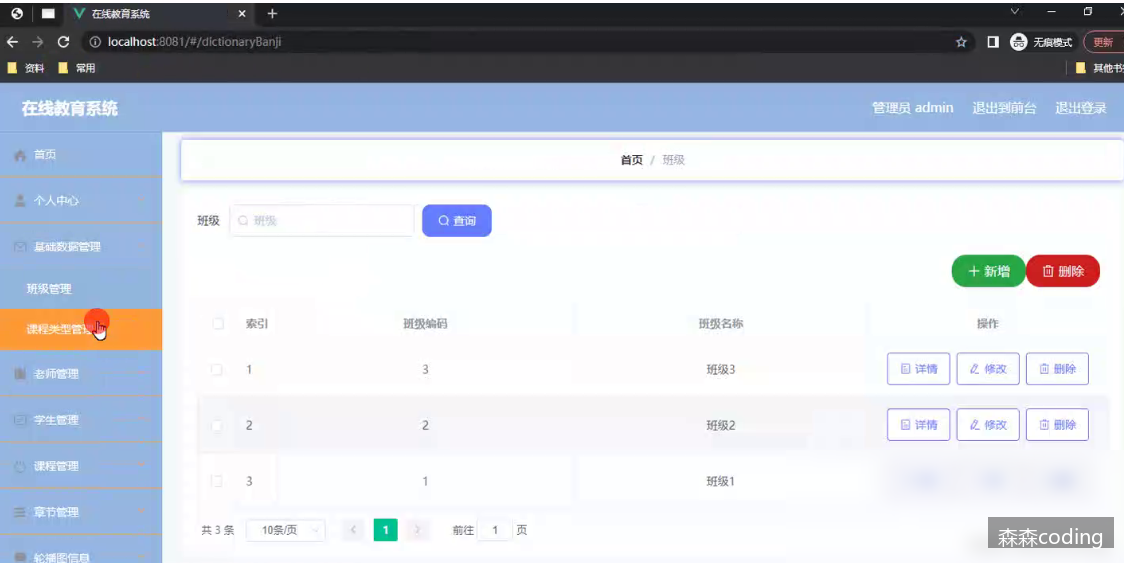 在线教育系统
localhost:8081/#/dictionaryBanji
无痕模式
更新
资料
常用
其他书
在线教育系统
管理员 admin 退出到前台 退出登录
首页
首页 / 班级
个人中心
班级 班级 查询
基础数据管理
新增 删除
班级管理
索引 班级编码 班级名称 操作
课程类型管理
1 3 班级3 详情 修改 删除
老师管理
学生管理
2 2 班级2 详情 修改 删除
课程管理
3 1 班级1
章节管理
共 3 条 10条/页 1 前往 1 页
轮播图信息
森森coding